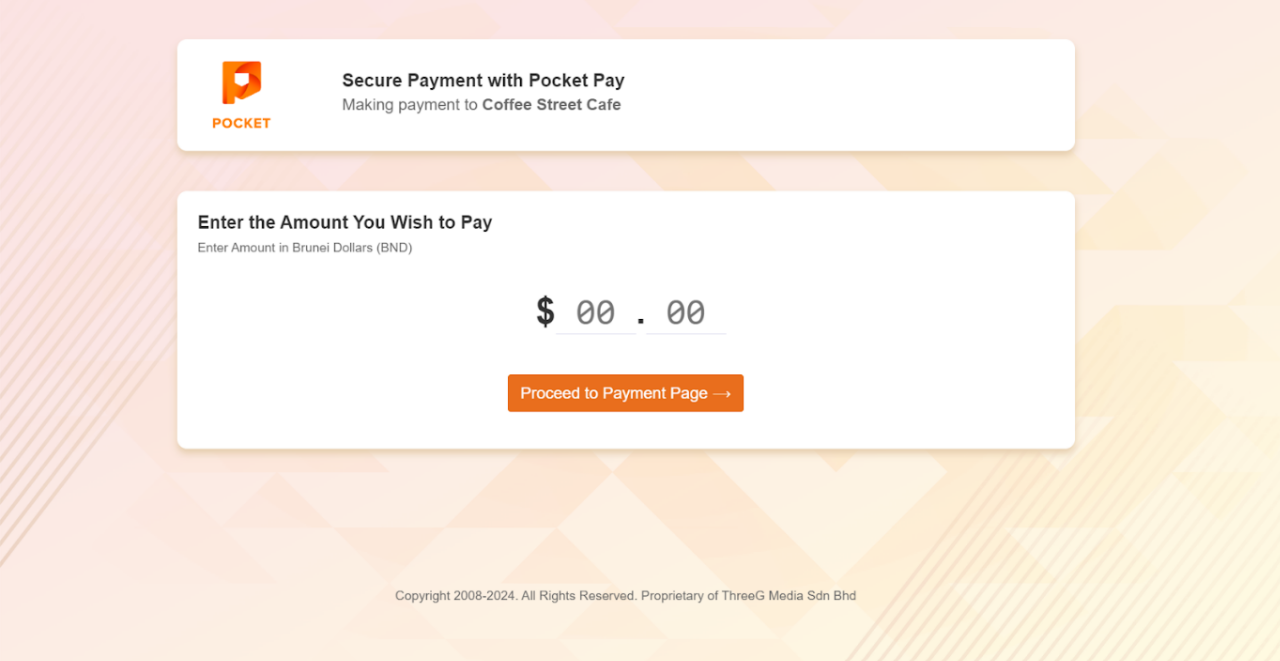 POCKET
Secure Payment with Pocket Pay
Making payment to Coffee Street Cafe
Enter the Amount You Wish to Pay
Enter Amount in Brunei Dollars (BND)
$ 00 . 00
Proceed to Payment Page →
Copyright 2008-2024. All Rights Reserved. Proprietary of ThreeG Media Sdn Bhd